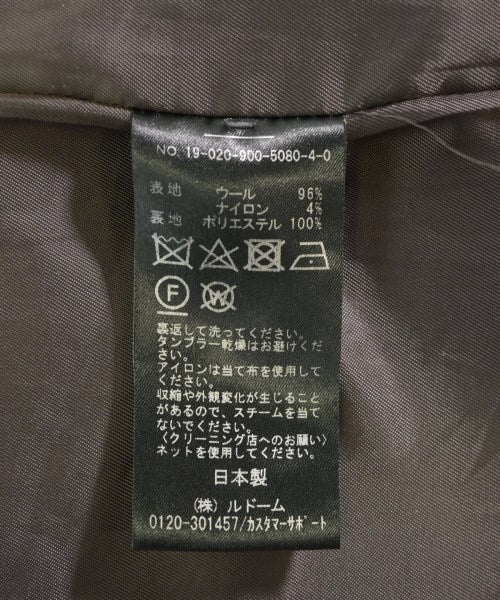 NO. 19-020-900-5080-4-0
表地 ウール 96%
ナイロン 4%
裏地 ポリエステル 100%
F W
裏返して洗ってください。
タンブラー乾燥はお避けくだ
さい。
アイロンは当て布を使用して
ください。
収縮や外観変化が生じること
があるので、スチームを当て
ないでください。
〈クリーニング店へのお願い〉
ネットを使用してください。
日本製
(株) ルドーム
0120-301457/カスタマーサポート